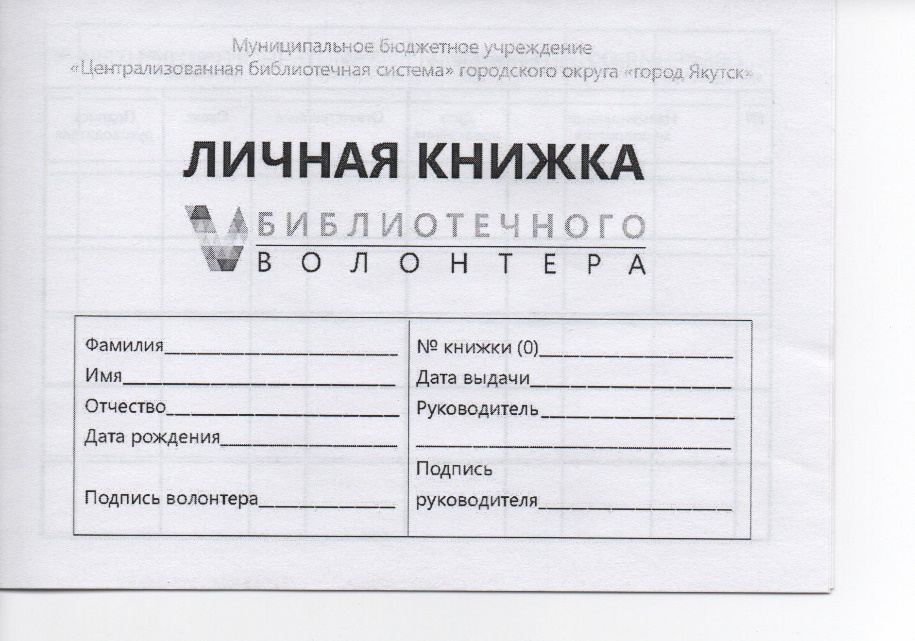 Муниципальное бюджетное учреждение
«Централизованная библиотечная система» городского округа «город Якутск»
ЛИЧНАЯ КНИЖКА
БИБЛИОТЕЧНОГО
ВОЛОНТЕРА
Фамилия
Имя
Отчество
Дата рождения
Подпись волонтера
№ книжки (0)
Дата выдачи
Руководитель
Подпись
руководителя